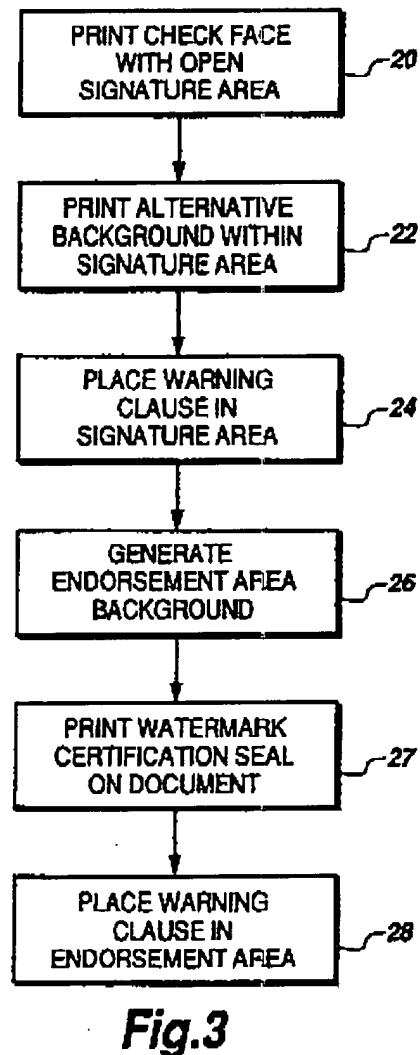 PRINT CHECK FACE
WITH OPEN
SIGNATURE AREA
20
PRINT ALTERNATIVE
BACKGROUND WITHIN
SIGNATURE AREA
22
PLACE WARNING
CLAUSE IN
SIGNATURE AREA
24
GENERATE
ENDORSEMENT AREA
BACKGROUND
26
PRINT WATERMARK
CERTIFICATION SEAL
ON DOCUMENT
27
PLACE WARNING
CLAUSE IN
ENDORSEMENT AREA
28
Fig.3